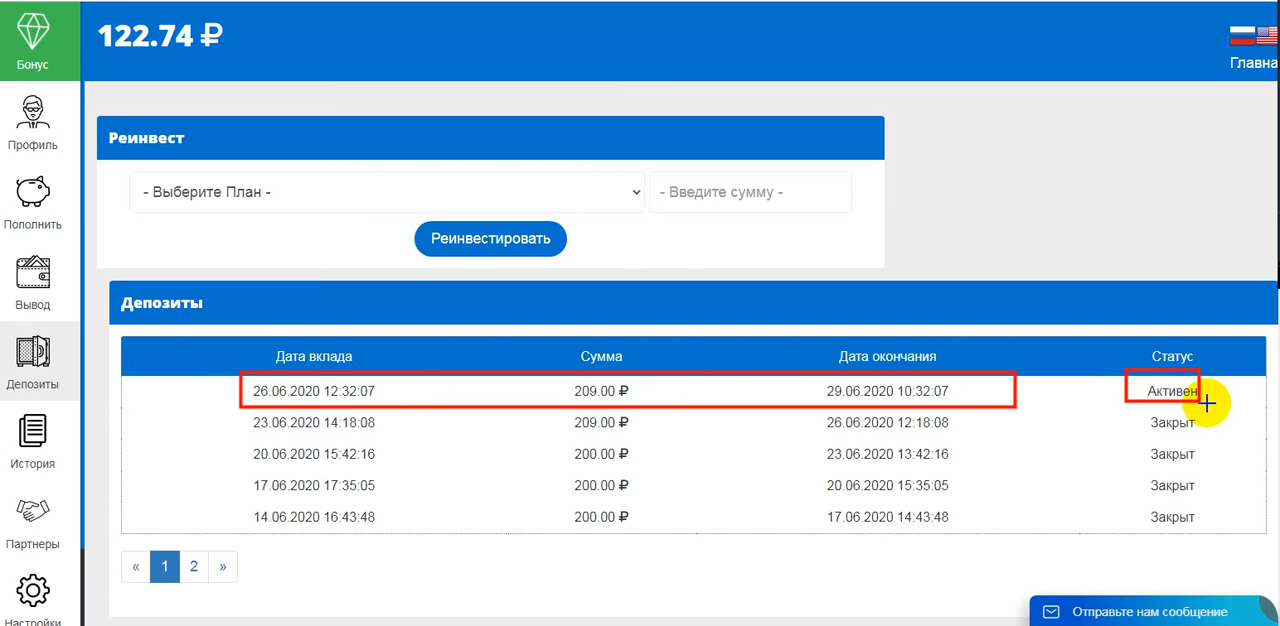 122.74 ₽
Бонус
Главна
Профиль
Пополнить
Вывод
Депозиты
История
Партнеры
Настройки
Реинвест
- Выберите План -
- Введите сумму -
Реинвестировать
Депозиты
Дата вклада Сумма Дата окончания Статус
26.06.2020 12:32:07 209.00 ₽ 29.06.2020 10:32:07 Активен
23.06.2020 14:18:08 209.00 ₽ 26.06.2020 12:18:08 Закрыт
20.06.2020 15:42:16 200.00 ₽ 23.06.2020 13:42:16 Закрыт
17.06.2020 17:35:05 200.00 ₽ 20.06.2020 15:35:05 Закрыт
14.06.2020 16:43:48 200.00 ₽ 17.06.2020 14:43:48 Закрыт
« 1 2 »
Отправьте нам сообщение